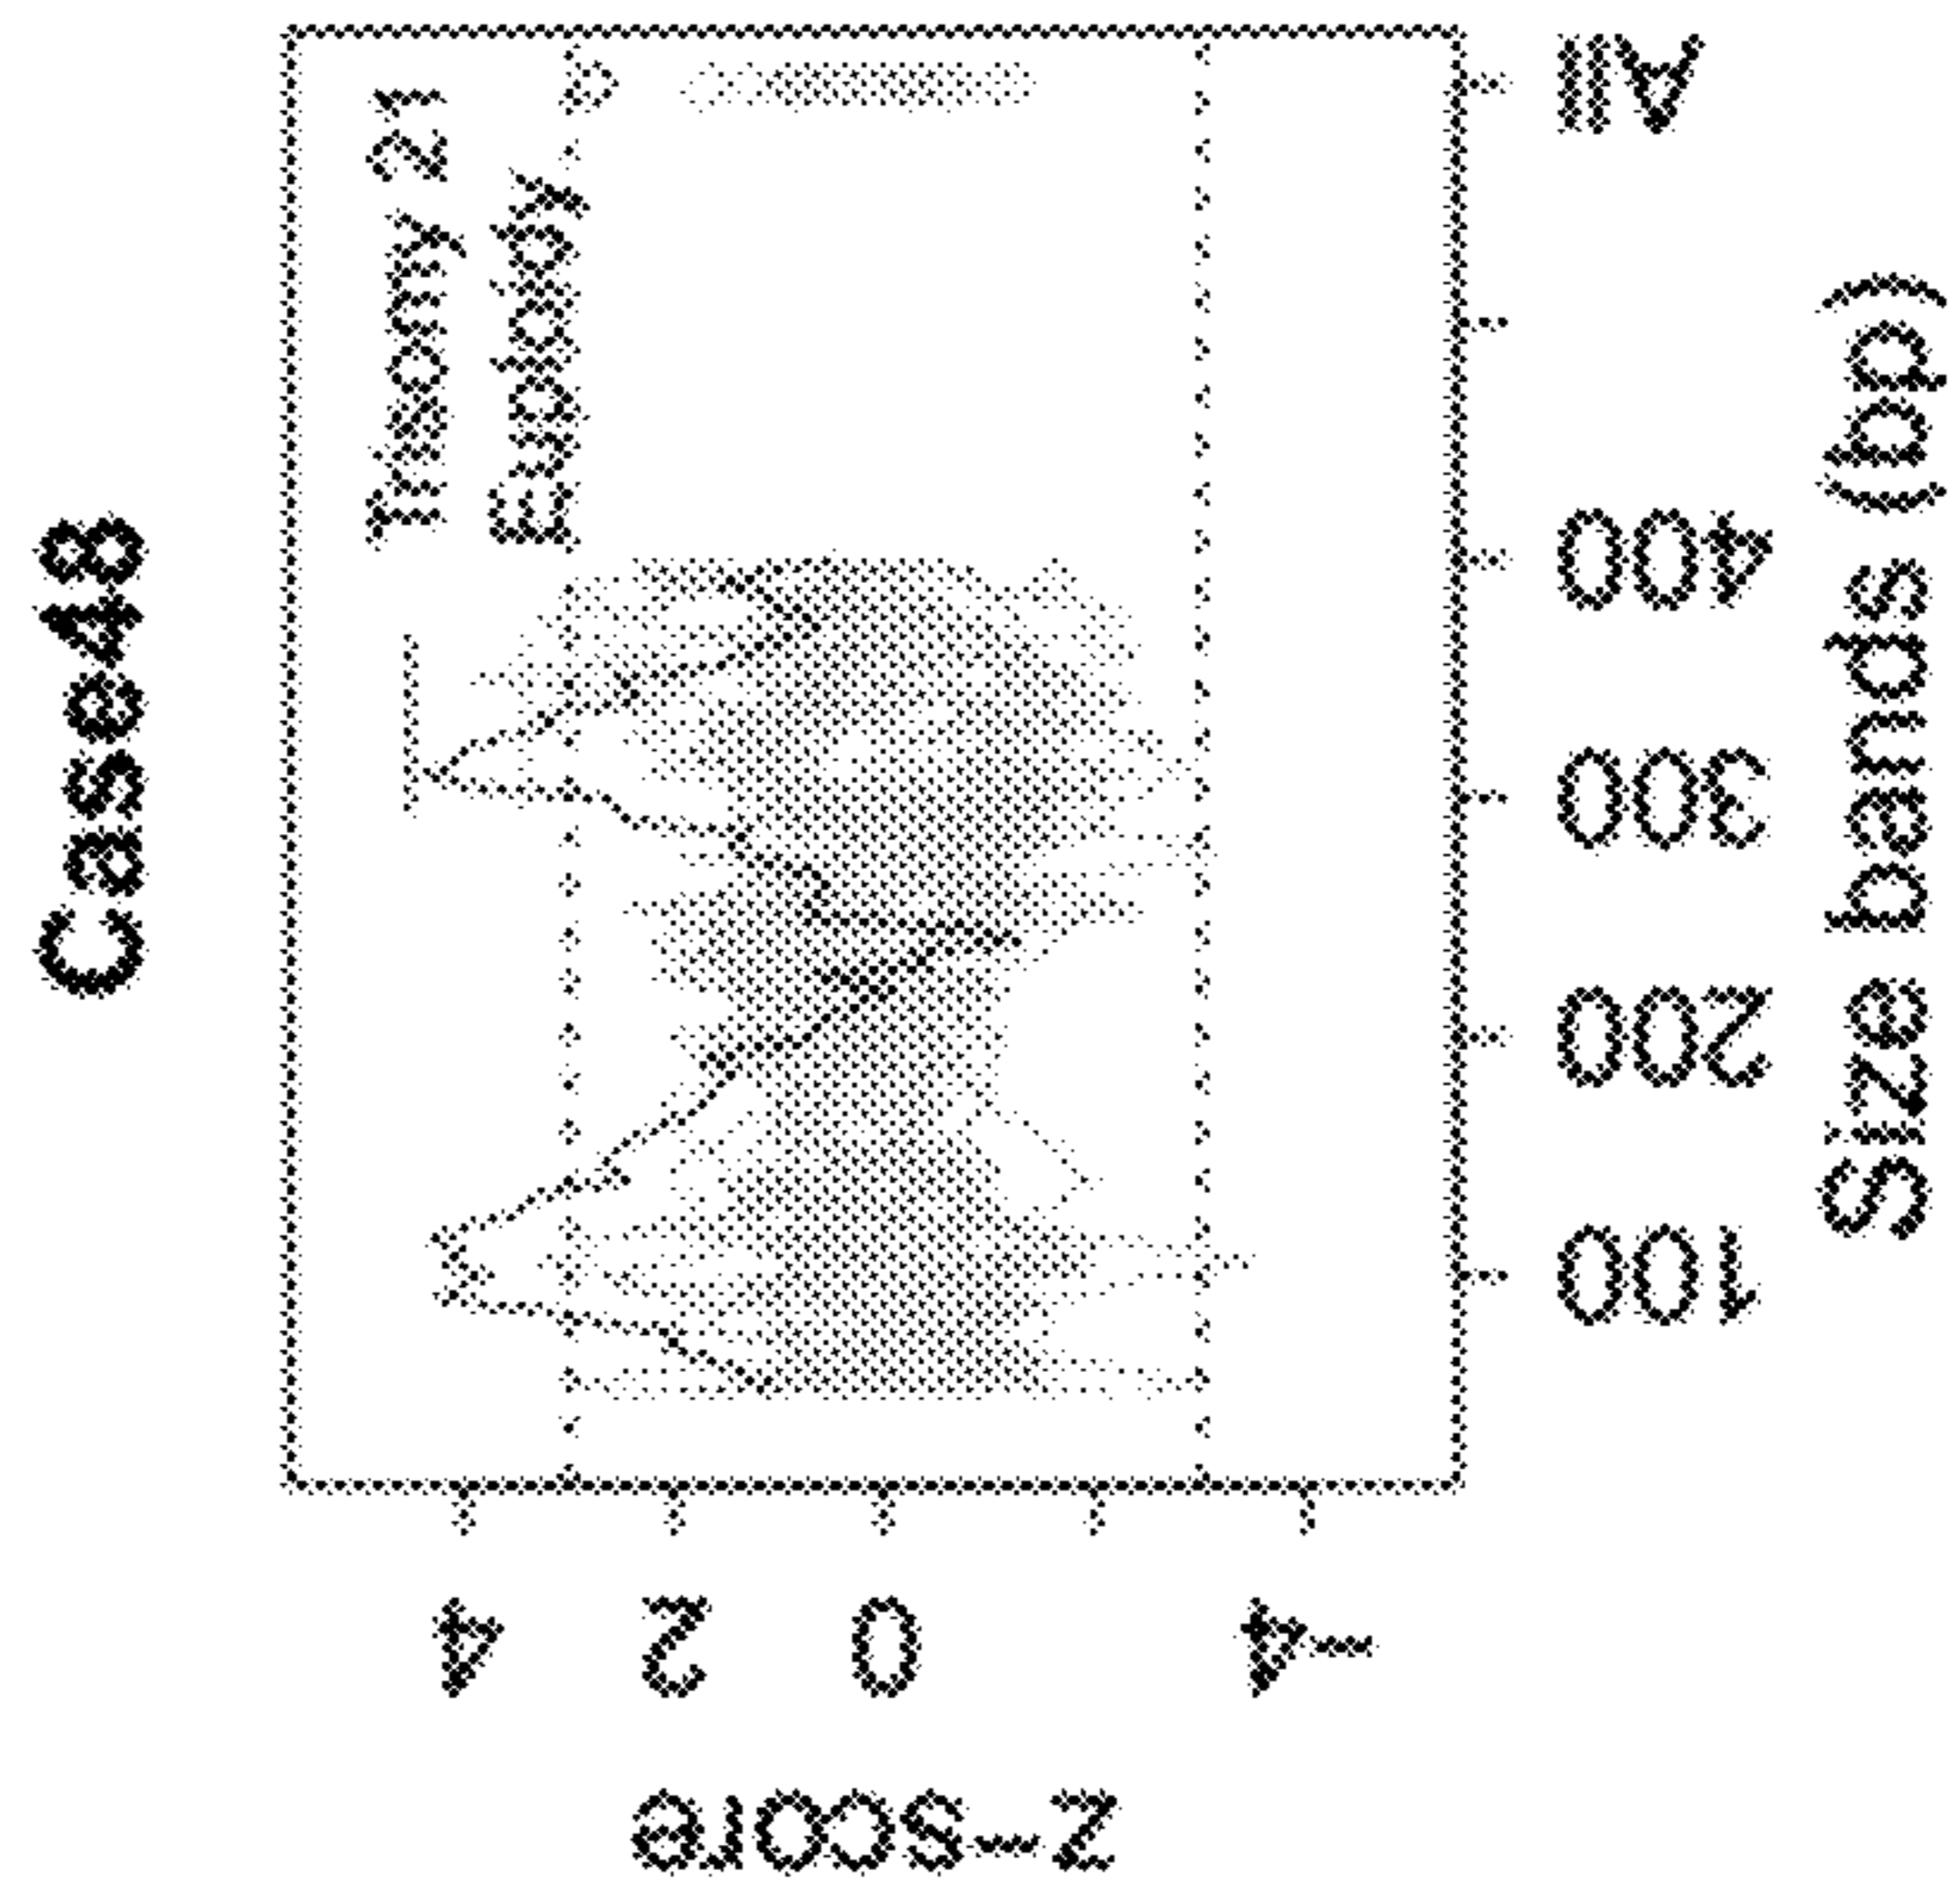 Case48
Trisomy 21
Euploidy
Z-score
4
2
0
-4
100
200
300
400
All
Size bands (bp)